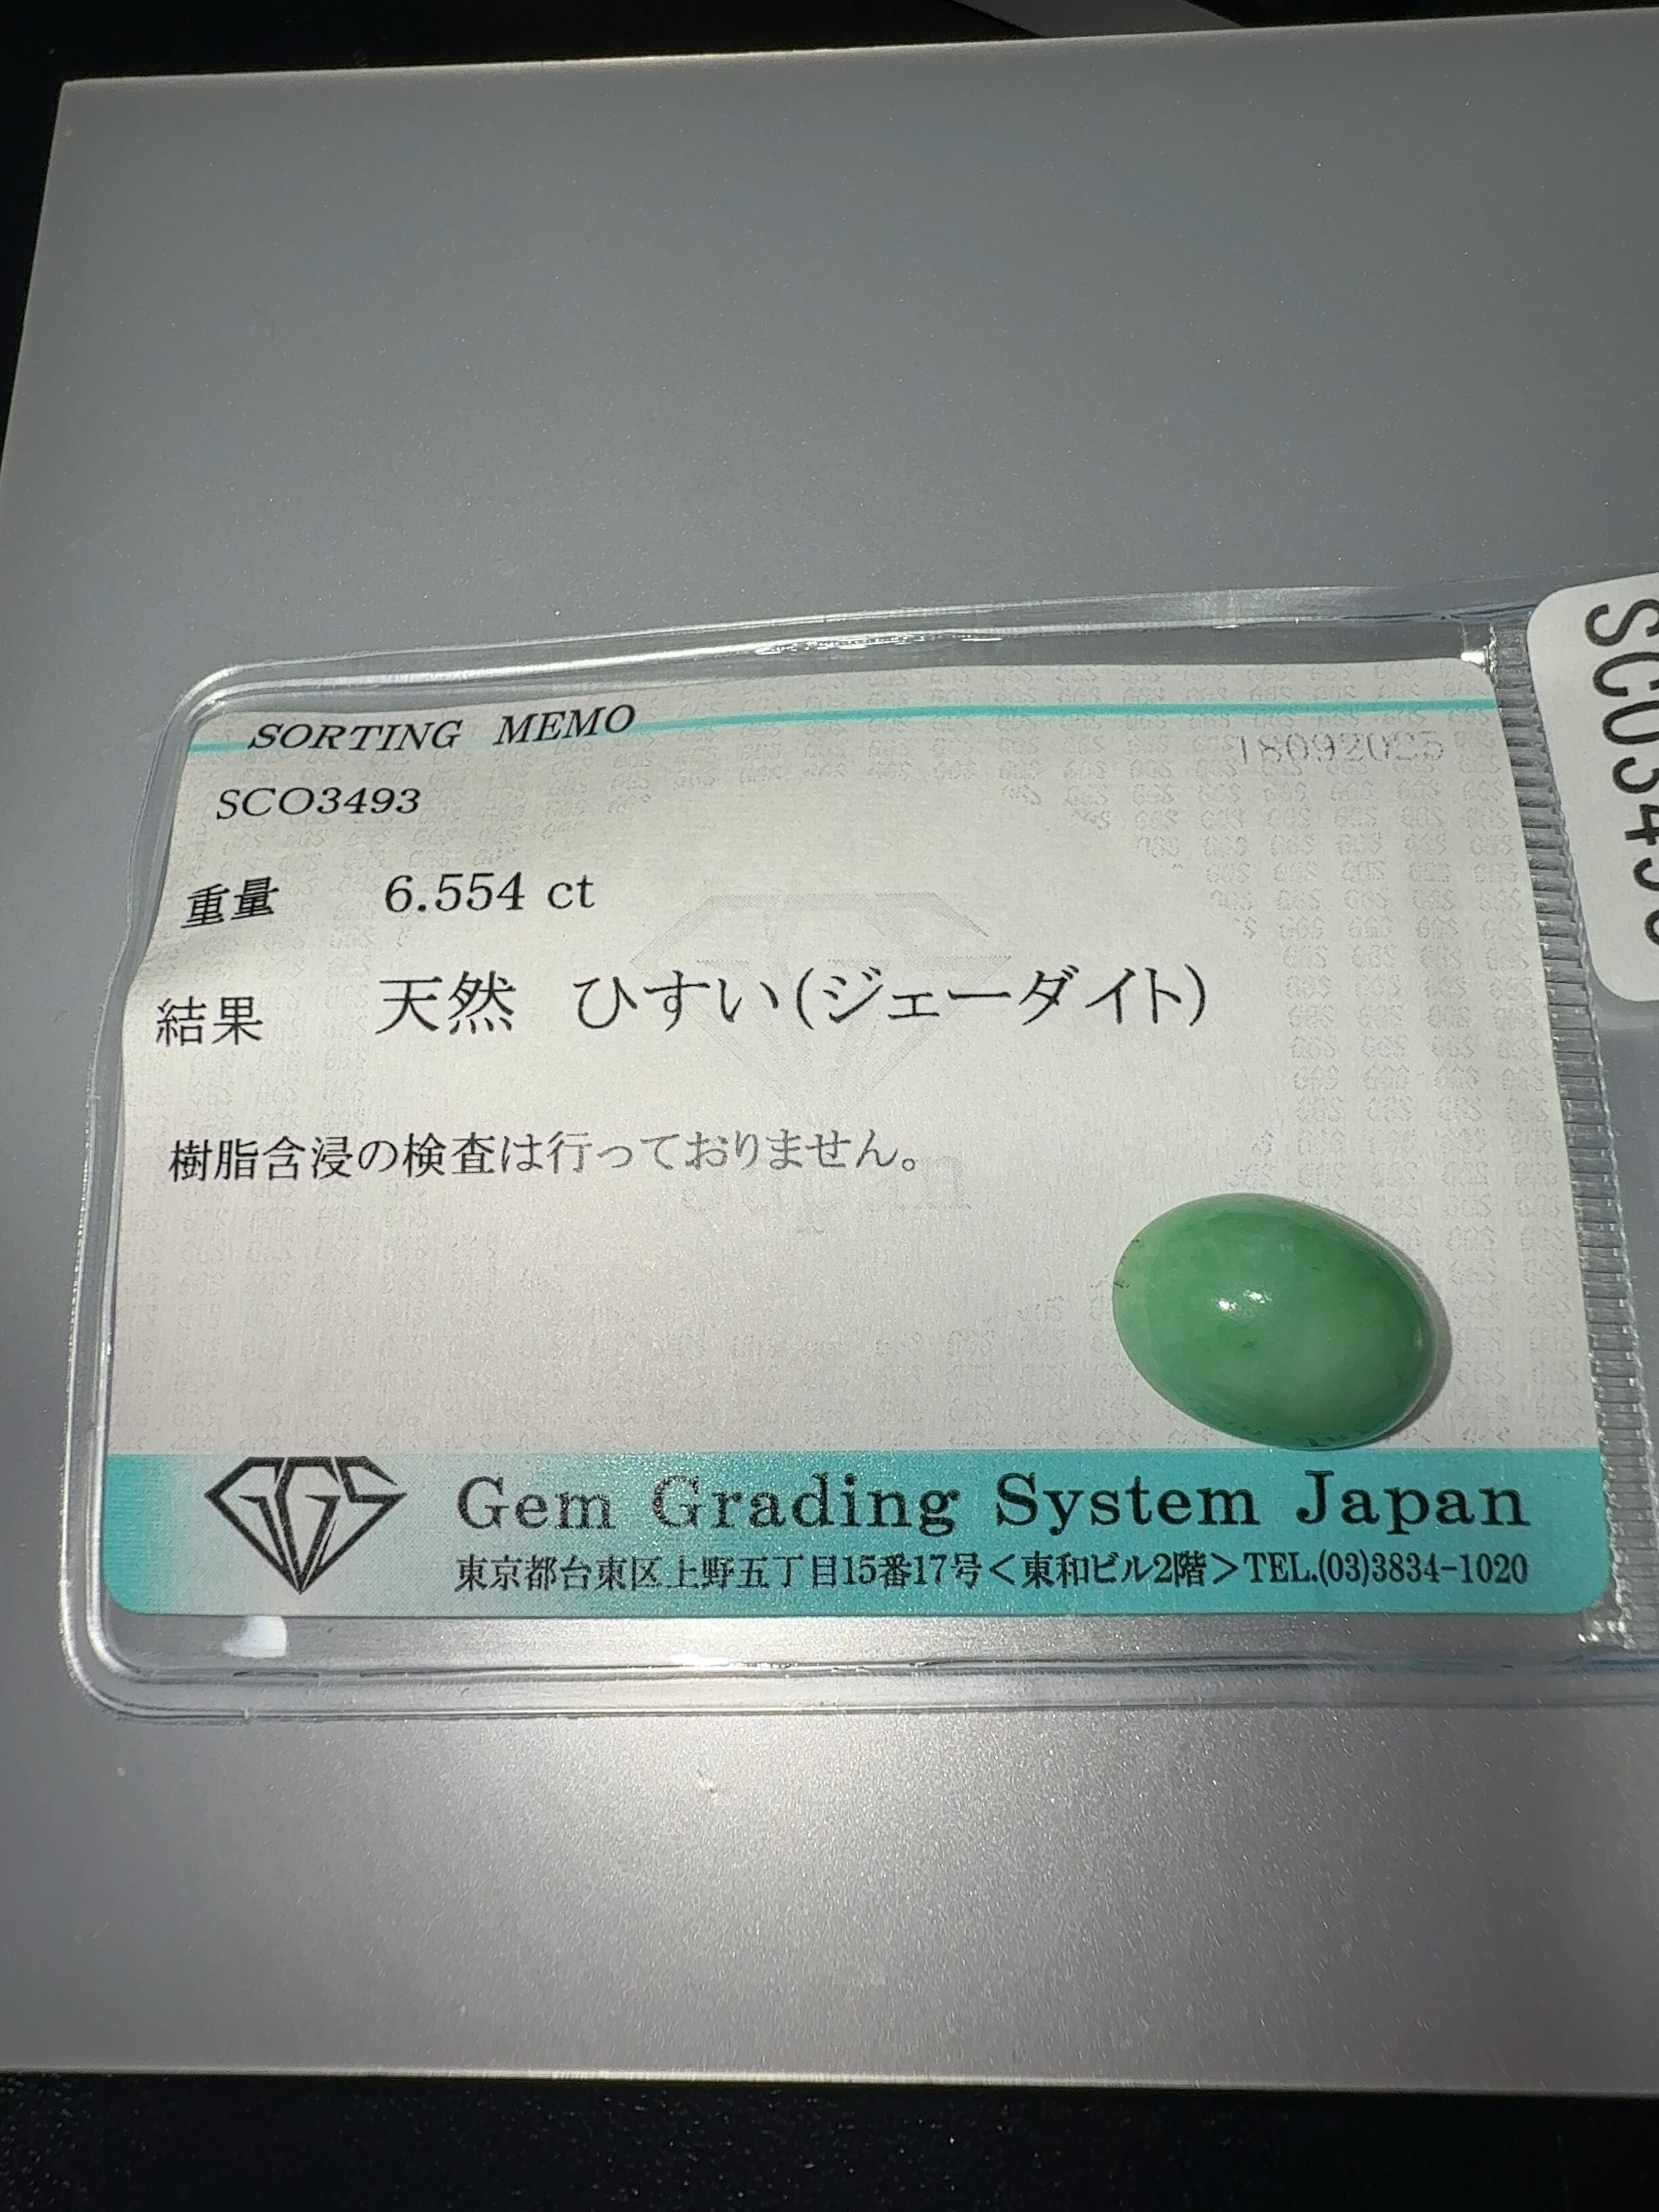 SORTING MEMO
18092025
SCO3493
重量 6.554 ct
結果 天然 ひすい(ジェーダイト)
樹脂含浸の検査は行っておりません。
GGS
Gem Grading System Japan
東京都台東区上野五丁目15番17号<東和ビル2階>TEL.(03)3834-1020